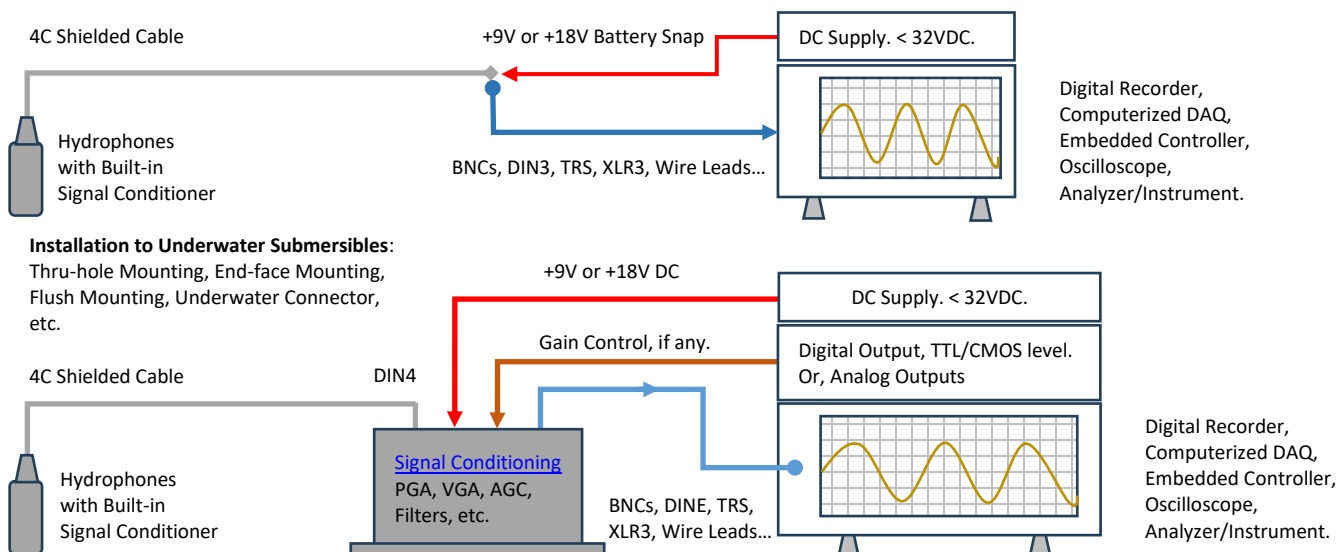 4C Shielded Cable
+9V or +18V Battery Snap
DC Supply. < 32VDC.
Hydrophones
with Built-in
Signal Conditioner
BNCs, DIN3, TRS, XLR3, Wire Leads...
Digital Recorder,
Computerized DAQ,
Embedded Controller,
Oscilloscope,
Analyzer/Instrument.
Installation to Underwater Submersibles:
Thru-hole Mounting, End-face Mounting,
Flush Mounting, Underwater Connector,
etc.
+9V or +18V DC
DC Supply. < 32VDC.
Gain Control, if any.
Digital Output, TTL/CMOS level.
Or, Analog Outputs
4C Shielded Cable
DIN4
Hydrophones
with Built-in
Signal Conditioner
Signal Conditioning
PGA, VGA, AGC,
Filters, etc.
BNCs, DINE, TRS,
XLR3, Wire Leads...
Digital Recorder,
Computerized DAQ,
Embedded Controller,
Oscilloscope,
Analyzer/Instrument.